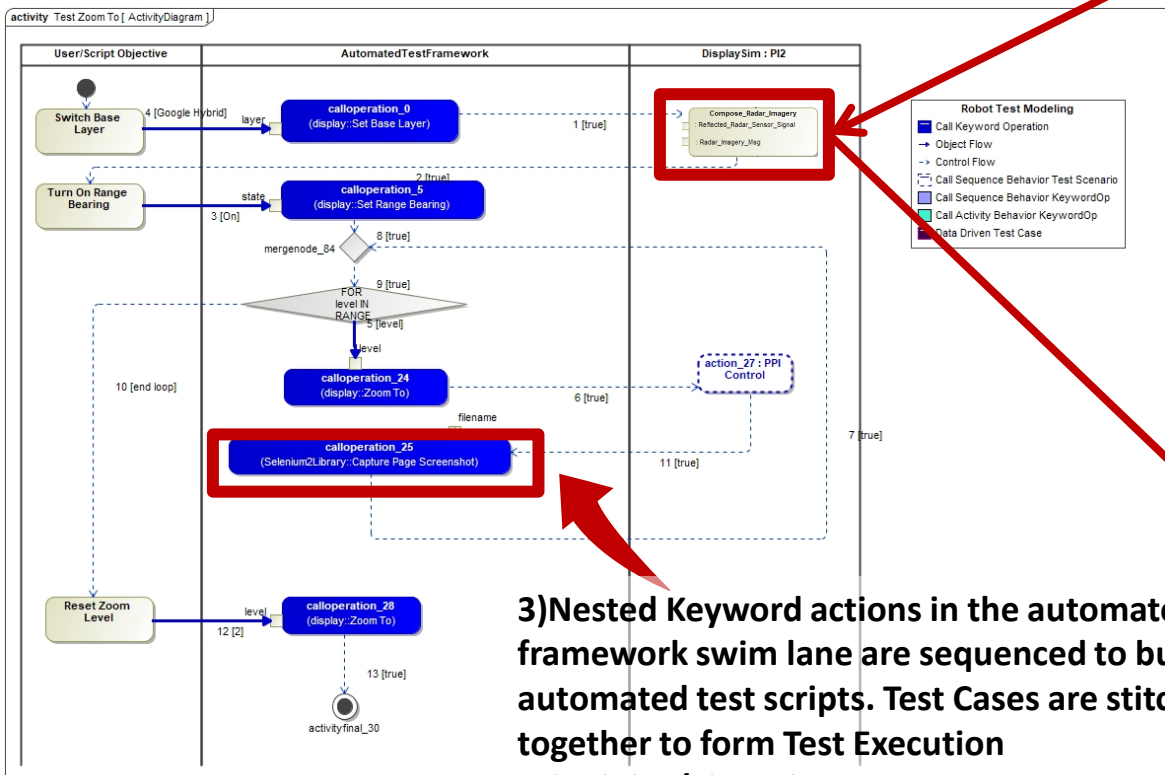 activity Test Zoom To [ ActivityDiagram ]
User/Script Objective
AutomatedTestFramework
DisplaySim : PI2
Switch Base
Layer
4 [Google Hybrid]
layer
calloperation_0
(display::Set Base Layer)
1 [true]
Compose_Radar_Imagery
: Reflected_Radar_Sensor_Signal
: Radar_Imagery_Msg
2 [true]
Turn On Range
Bearing
3 [On]
state
calloperation_5
(display::Set Range Bearing)
8 [true]
mergenode_84
9 [true]
FOR
level IN
RANGE
5 [level]
level
calloperation_24
(display::Zoom To)
6 [true]
action_27 : PPI
Control
10 [end loop]
filename
calloperation_25
(Selenium2Library::Capture Page Screenshot)
11 [true]
7 [true]
Reset Zoom
Level
12 [2]
level
calloperation_28
(display::Zoom To)
13 [true]
activityfinal_30
Robot Test Modeling
Call Keyword Operation
Object Flow
Control Flow
Call Sequence Behavior Test Scenario
Call Sequence Behavior KeywordOp
Call Activity Behavior KeywordOp
Data Driven Test Case
3)Nested Keyword actions in the automate
framework swim lane are sequenced to bu
automated test scripts. Test Cases are stitc
together to form Test Execution